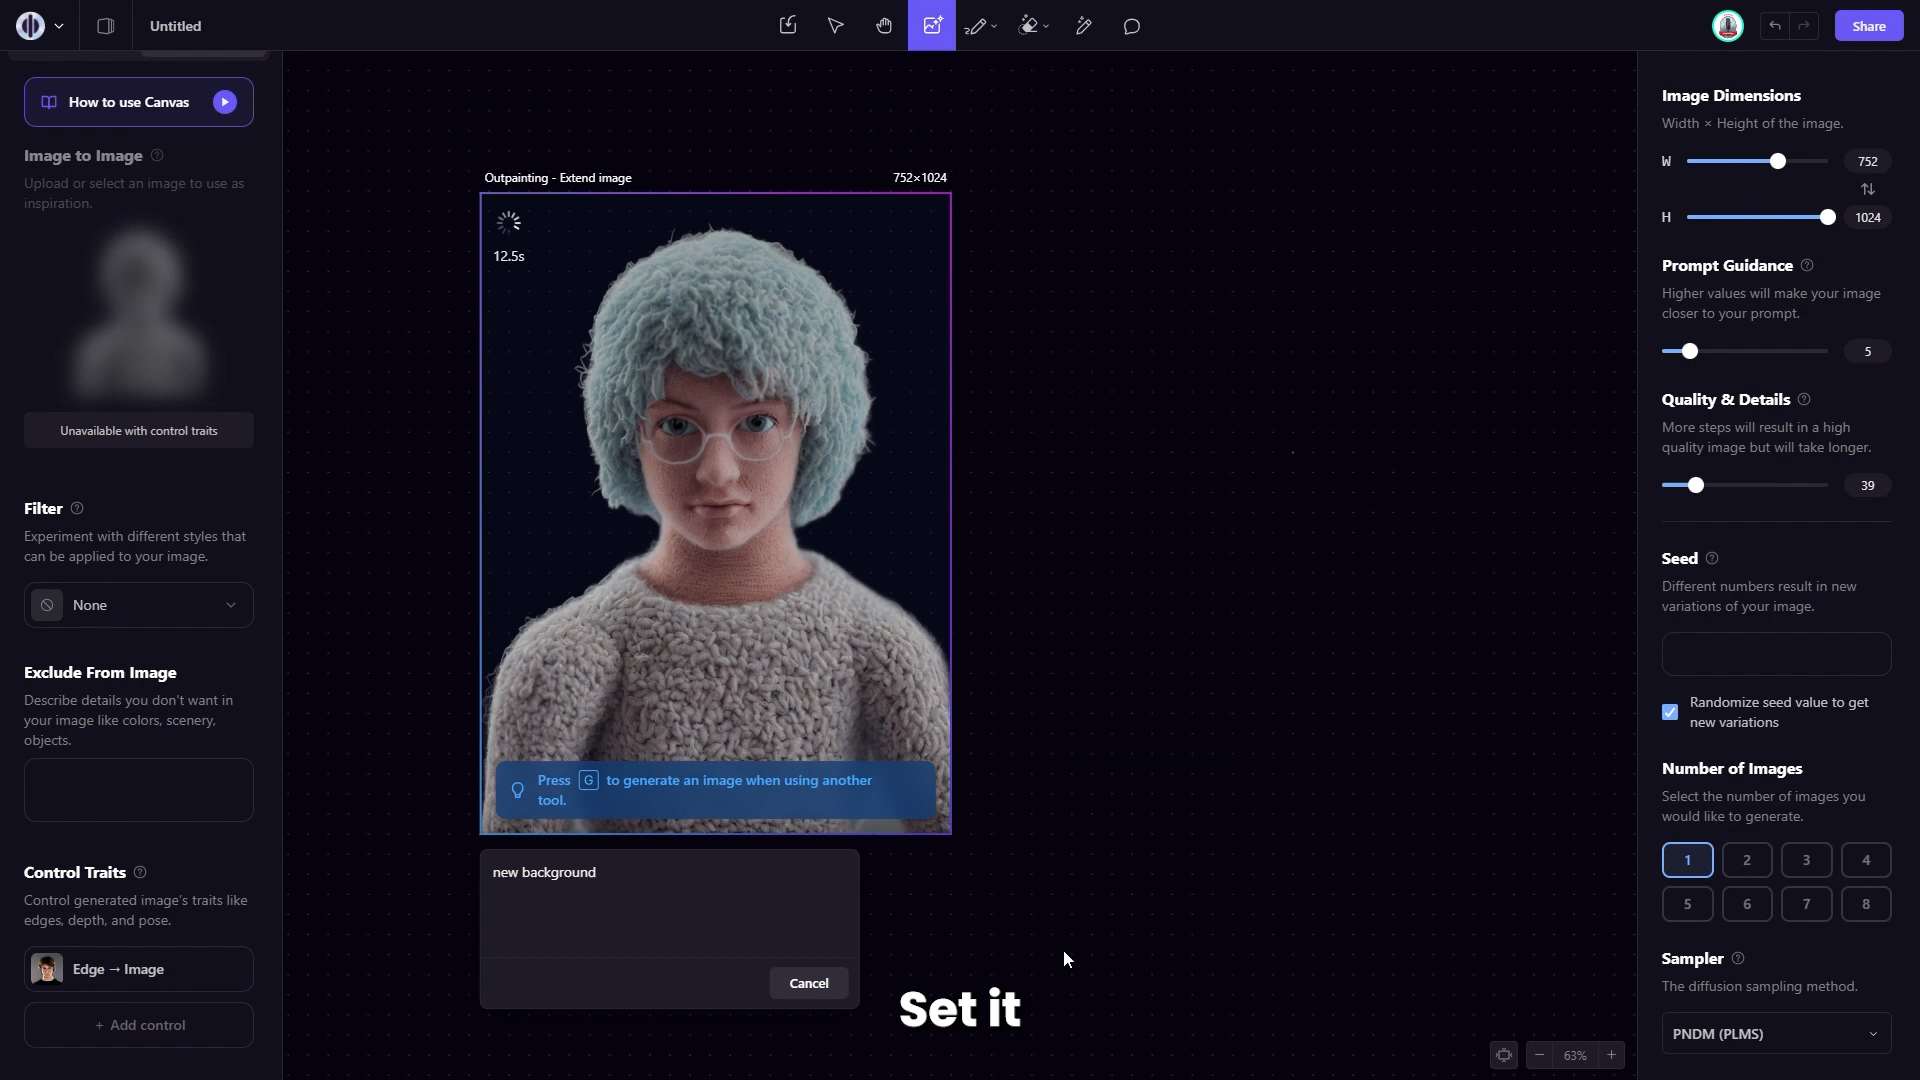 Untitled
Share
How to use Canvas
Image to Image
Upload or select an image to use as
inspiration.
Unavailable with control traits
Filter
Experiment with different styles that
can be applied to your image.
None
Exclude From Image
Describe details you don't want in
your image like colors, scenery,
objects.
Control Traits
Control generated image's traits like
edges, depth, and pose.
Edge → Image
+ Add control
Outpainting - Extend image
752×1024
12.5s
Press G to generate an image when using another
tool.
new background
Cancel
Set it
Image Dimensions
Width × Height of the image.
W
752
H
1024
Prompt Guidance
Higher values will make your image
closer to your prompt.
5
Quality & Details
More steps will result in a high
quality image but will take longer.
39
Seed
Different numbers result in new
variations of your image.
Randomize seed value to get
new variations
Number of Images
Select the number of images you
would like to generate.
1 2 3 4
5 6 7 8
Sampler
The diffusion sampling method.
PNDM (PLMS)
63%